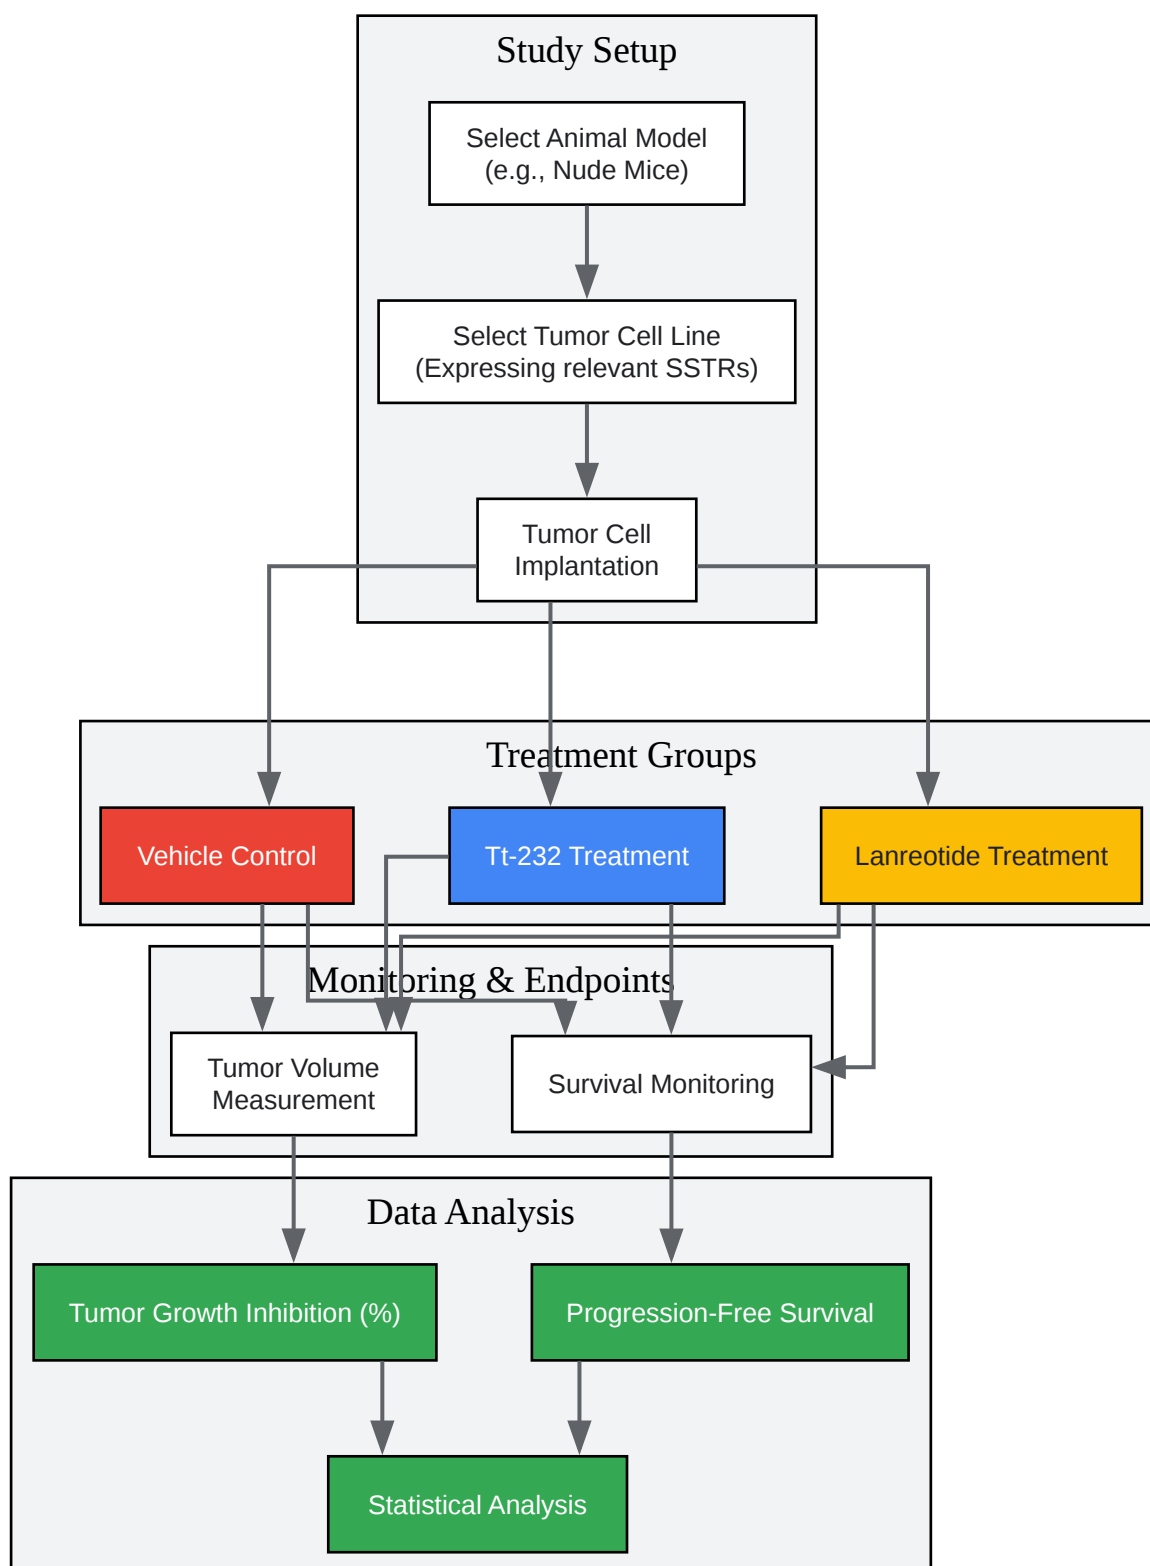 Study Setup
Select Animal Model
(e.g., Nude Mice)
Select Tumor Cell Line
(Expressing relevant SSTRs)
Tumor Cell
Implantation
Treatment Groups
Vehicle Control
Tt-232 Treatment
Lanreotide Treatment
Monitoring & Endpoints
Tumor Volume
Measurement
Survival Monitoring
Data Analysis
Tumor Growth Inhibition (%)
Progression-Free Survival
Statistical Analysis